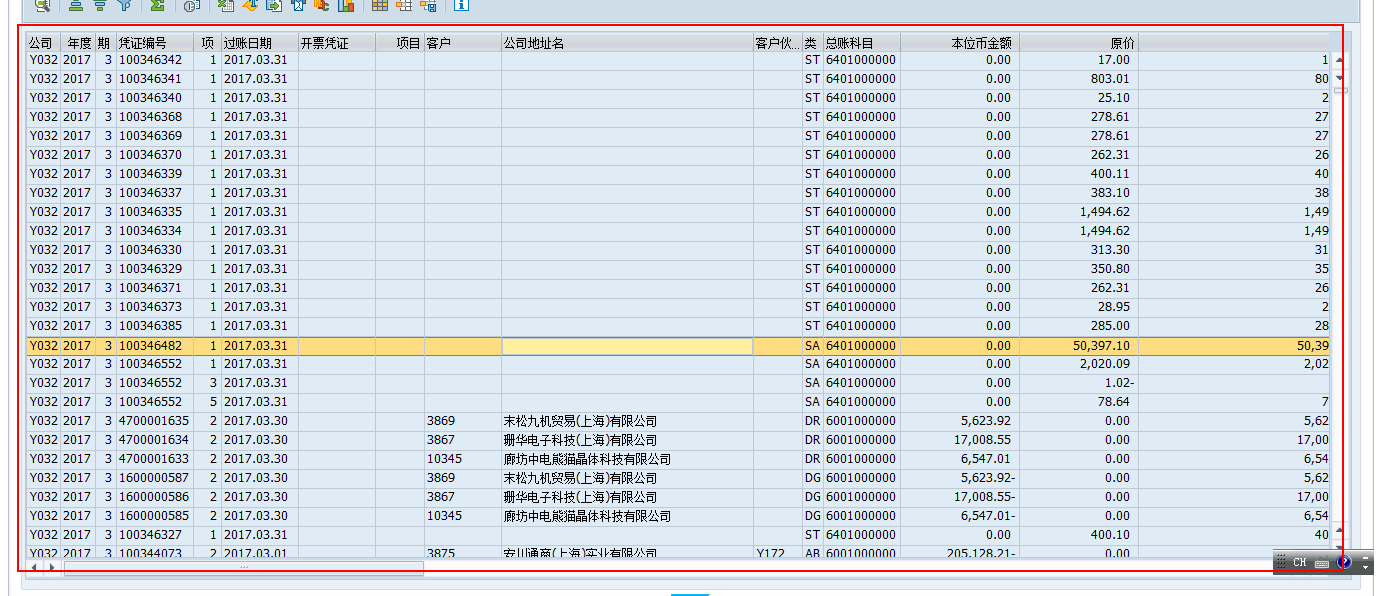 公司 年度 期 凭证编号 项 过账日期 开票凭证 项目 客户 公司地址名 客户伙... 类 总账科目 本位币金额 原价
Y032 2017 3 100346342 1 2017.03.31 ST 6401000000 0.00 17.00 1
Y032 2017 3 100346341 1 2017.03.31 ST 6401000000 0.00 803.01 80
Y032 2017 3 100346340 1 2017.03.31 ST 6401000000 0.00 25.10 2
Y032 2017 3 100346368 1 2017.03.31 ST 6401000000 0.00 278.61 27
Y032 2017 3 100346369 1 2017.03.31 ST 6401000000 0.00 278.61 27
Y032 2017 3 100346370 1 2017.03.31 ST 6401000000 0.00 262.31 26
Y032 2017 3 100346339 1 2017.03.31 ST 6401000000 0.00 400.11 40
Y032 2017 3 100346337 1 2017.03.31 ST 6401000000 0.00 383.10 38
Y032 2017 3 100346335 1 2017.03.31 ST 6401000000 0.00 1,494.62 1,49
Y032 2017 3 100346334 1 2017.03.31 ST 6401000000 0.00 1,494.62 1,49
Y032 2017 3 100346330 1 2017.03.31 ST 6401000000 0.00 313.30 31
Y032 2017 3 100346329 1 2017.03.31 ST 6401000000 0.00 350.80 35
Y032 2017 3 100346371 1 2017.03.31 ST 6401000000 0.00 262.31 26
Y032 2017 3 100346373 1 2017.03.31 ST 6401000000 0.00 28.95 2
Y032 2017 3 100346385 1 2017.03.31 ST 6401000000 0.00 285.00 28
Y032 2017 3 100346482 1 2017.03.31 SA 6401000000 0.00 50,397.10 50,39
Y032 2017 3 100346552 1 2017.03.31 SA 6401000000 0.00 2,020.09 2,02
Y032 2017 3 100346552 3 2017.03.31 SA 6401000000 0.00 1.02-
Y032 2017 3 100346552 5 2017.03.31 SA 6401000000 0.00 78.64 7
Y032 2017 3 4700001635 2 2017.03.30 3869 末松九机贸易(上海)有限公司 DR 6001000000 5,623.92 0.00 5,62
Y032 2017 3 4700001634 2 2017.03.30 3867 珊华电子科技(上海)有限公司 DR 6001000000 17,008.55 0.00 17,00
Y032 2017 3 4700001633 2 2017.03.30 10345 廊坊中电熊猫晶体科技有限公司 DR 6001000000 6,547.01 0.00 6,54
Y032 2017 3 1600000587 2 2017.03.30 3869 末松九机贸易(上海)有限公司 DG 6001000000 5,623.92- 0.00 5,62
Y032 2017 3 1600000586 2 2017.03.30 3867 珊华电子科技(上海)有限公司 DG 6001000000 17,008.55- 0.00 17,00
Y032 2017 3 1600000585 2 2017.03.30 10345 廊坊中电熊猫晶体科技有限公司 DG 6001000000 6,547.01- 0.00 6,54
Y032 2017 3 100346327 1 2017.03.31 ST 6401000000 0.00 400.10 40
Y032 2017 3 100344073 2 2017.03.01 3875 安川通商(上海)实业有限公司 Y172 AB 6001000000 205,128.21- 0.00
CH